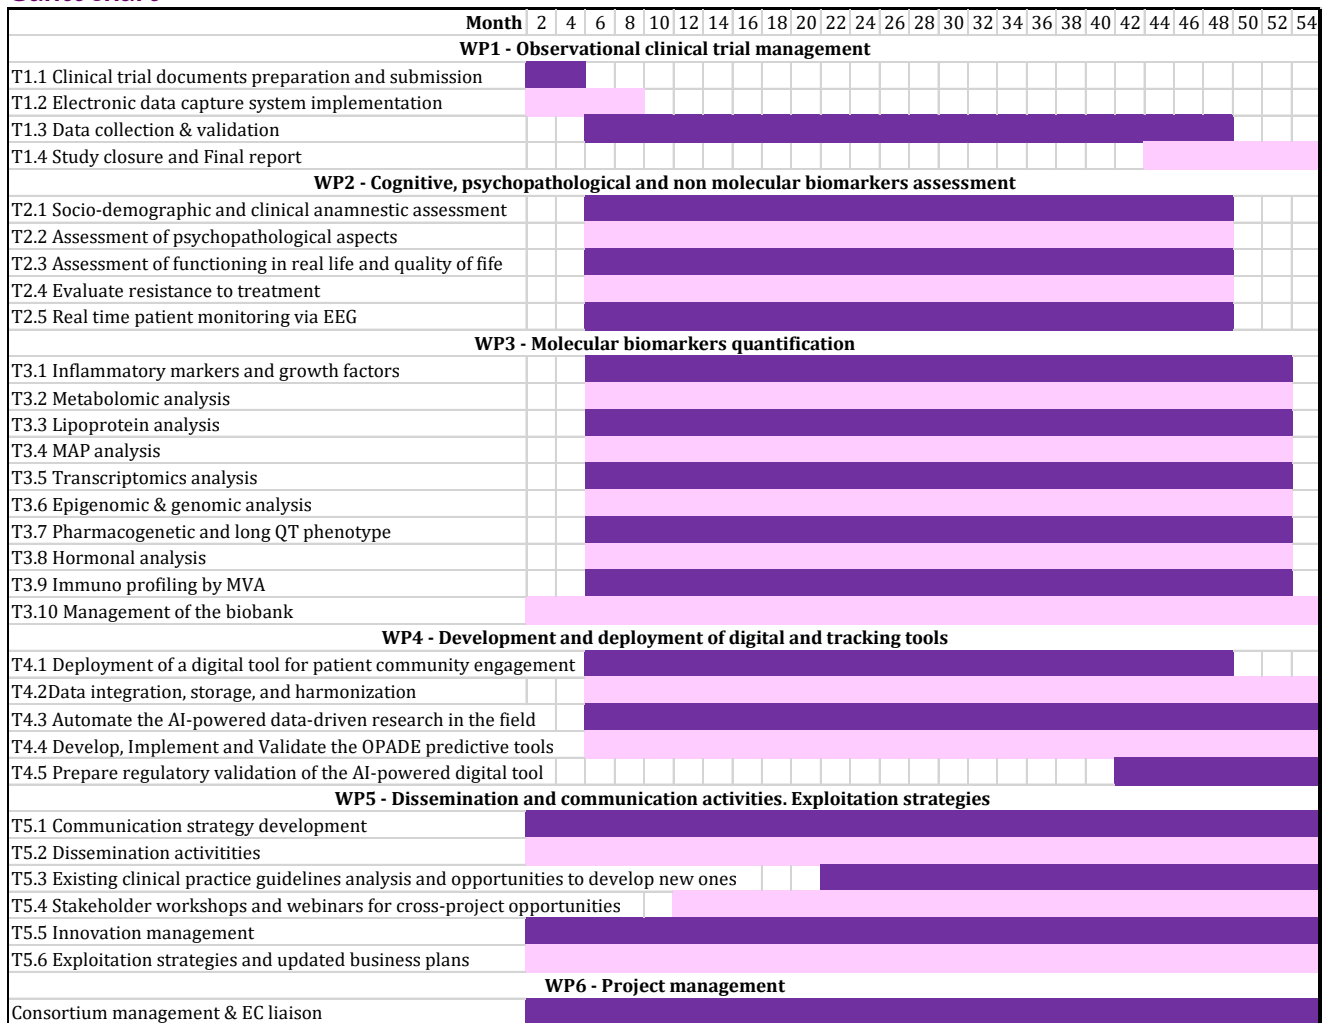 Month 2 4 6 8 10 12 14 16 18 20 22 24 26 28 30 32 34 36 38 40 42 44 46 48 50 52 54
WP1 - Observational clinical trial management
T1.1 Clinical trial documents preparation and submission
T1.2 Electronic data capture system implementation
T1.3 Data collection & validation
T1.4 Study closure and Final report
WP2 - Cognitive, psychopathological and non molecular biomarkers assessment
T2.1 Socio-demographic and clinical anamnestic assessment
T2.2 Assessment of psychopathological aspects
T2.3 Assessment of functioning in real life and quality of fife
T2.4 Evaluate resistance to treatment
T2.5 Real time patient monitoring via EEG
WP3 - Molecular biomarkers quantification
T3.1 Inflammatory markers and growth factors
T3.2 Metabolomic analysis
T3.3 Lipoprotein analysis
T3.4 MAP analysis
T3.5 Transcriptomics analysis
T3.6 Epigenomic & genomic analysis
T3.7 Pharmacogenetic and long QT phenotype
T3.8 Hormonal analysis
T3.9 Immuno profiling by MVA
T3.10 Management of the biobank
WP4 - Development and deployment of digital and tracking tools
T4.1 Deployment of a digital tool for patient community engagement
T4.2Data integration, storage, and harmonization
T4.3 Automate the AI-powered data-driven research in the field
T4.4 Develop, Implement and Validate the OPADE predictive tools
T4.5 Prepare regulatory validation of the AI-powered digital tool
WP5 - Dissemination and communication activities. Exploitation strategies
T5.1 Communication strategy development
T5.2 Dissemination activitities
T5.3 Existing clinical practice guidelines analysis and opportunities to develop new ones
T5.4 Stakeholder workshops and webinars for cross-project opportunities
T5.5 Innovation management
T5.6 Exploitation strategies and updated business plans
WP6 - Project management
Consortium management & EC liaison